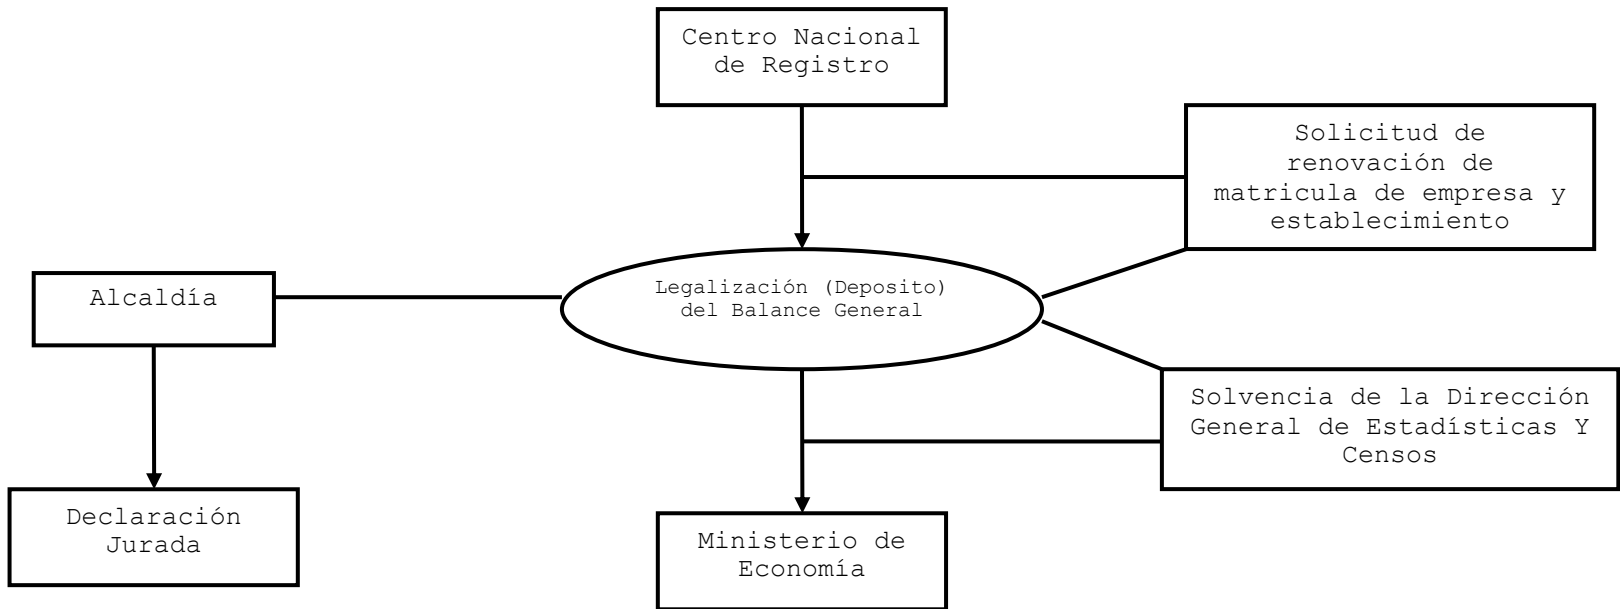 Centro Nacional
de Registro
Solicitud de
renovación de
matricula de empresa y
establecimiento
Alcaldía
Legalización (Deposito)
del Balance General
Solvencia de la Dirección
General de Estadísticas Y
Censos
Declaración
Jurada
Ministerio de
Economía